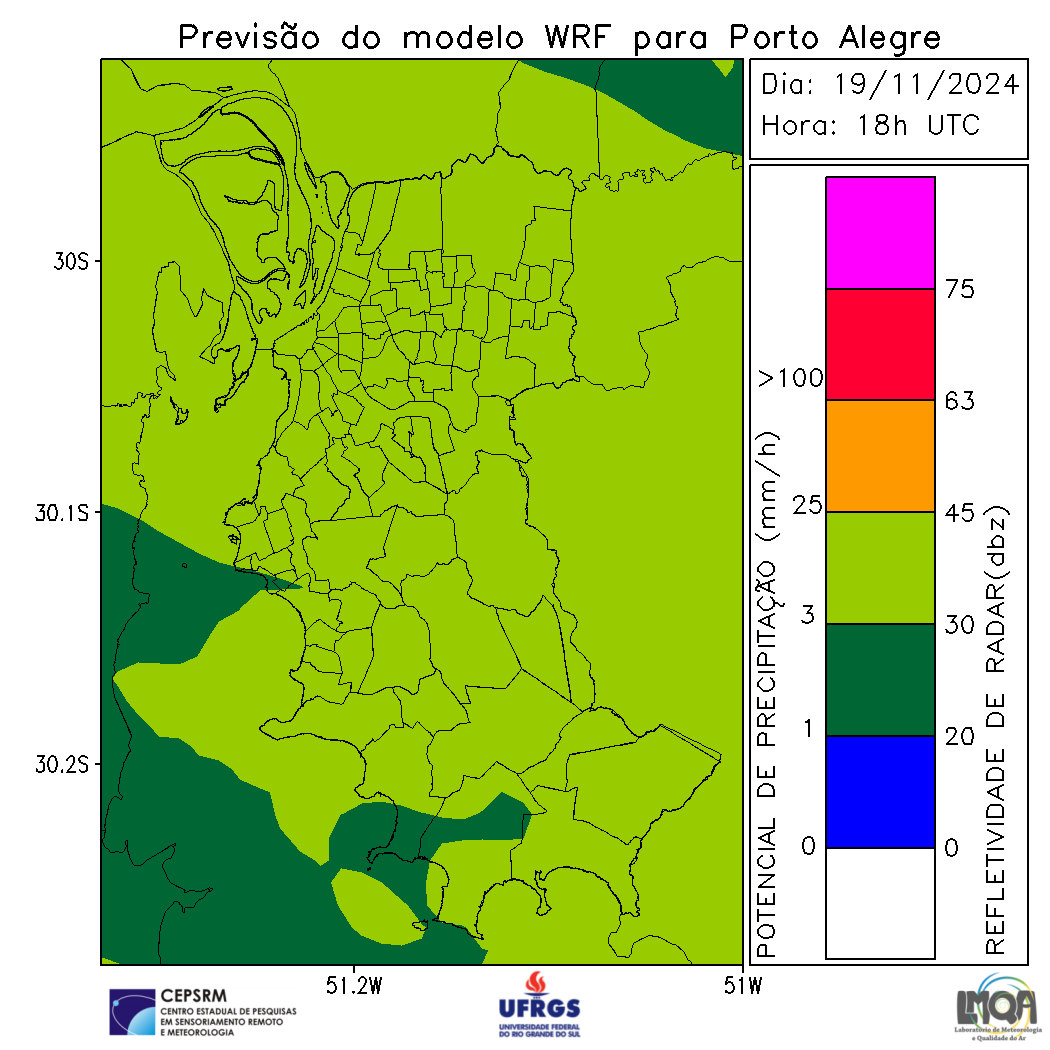 Previsão do modelo WRF para Porto Alegre
Dia: 19/11/2024
Hora: 18h UTC
30S
30.1S
30.2S
51.2W
51W
POTENCIAL DE PRECIPITAÇÃO (mm/h)
>100
25
3
1
0
75
63
45
30
20
0
REFLETIVIDADE DE RADAR(dbz)
CEPSRM
CENTRO ESTADUAL DE PESQUISAS
EM SENSORIAMENTO REMOTO
E METEOROLOGIA
UFRGS
UNIVERSIDADE FEDERAL
DO RIO GRANDE DO SUL
LMQA
Laboratório de Meteorologia
e Qualidade do Ar